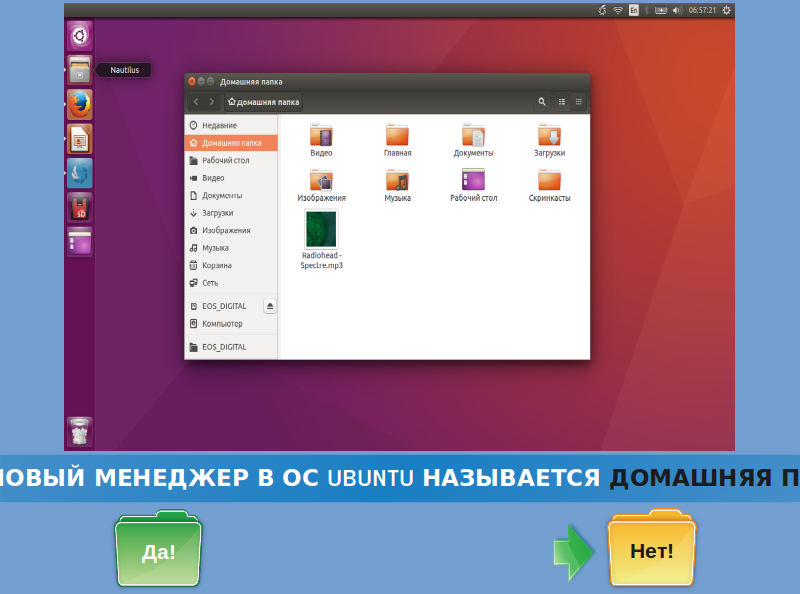 En
06:57:21
Nautilus
Домашняя папка
домашняя папка
Недавние
Домашняя папка
Рабочий стол
Видео
Документы
Загрузки
Изображения
Музыка
Корзина
Сеть
EOS_DIGITAL
Компьютер
EOS_DIGITAL
Видео
Главная
Документы
Загрузки
Изображения
Музыка
Рабочий стол
Скринкасты
Radiohead -
Spectre.mp3
SD
ЛОВЫЙ МЕНЕДЖЕР В ОС UBUNTU НАЗЫВАЕТСЯ ДОМАШНЯЯ П
Да!
Нет!